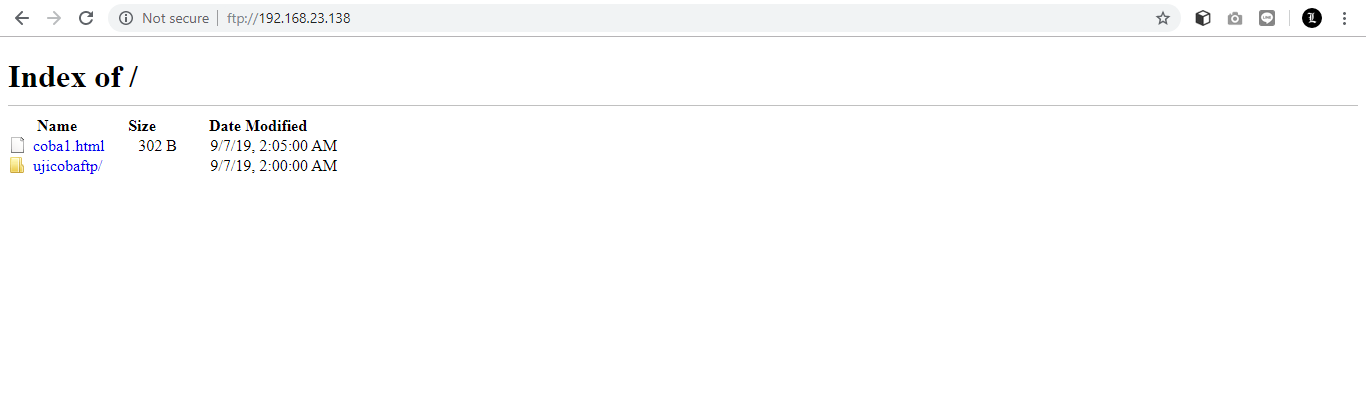 Not secure | ftp://192.168.23.138
Index of /
Name Size Date Modified
coba1.html 302 B 9/7/19, 2:05:00 AM
ujicobaftp/ 9/7/19, 2:00:00 AM